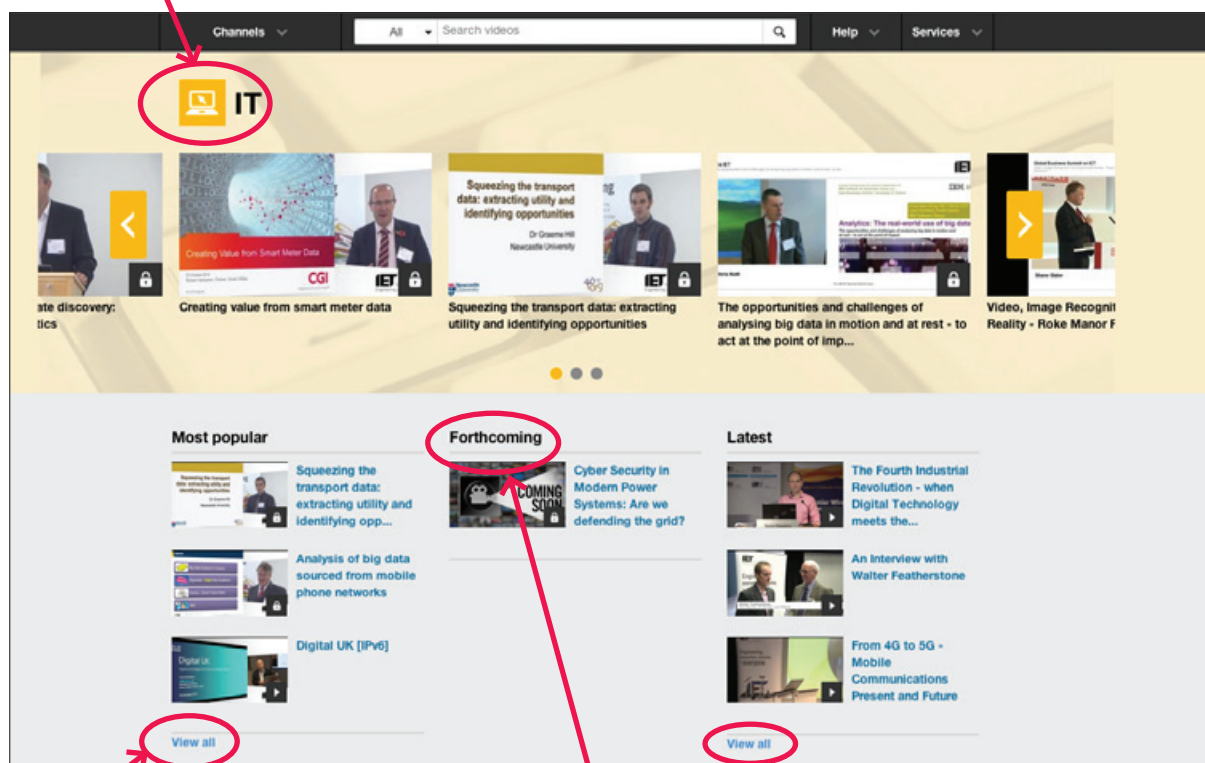 Channels
All
Search videos
Help
Services
IT
Creating Value from Smart Meter Data
CGI
IET
Squeezing the transport
data: extracting utility and
identifying opportunities
Dr Graeme Hill
Newcastle University
IET
IBM
Analytics: The real-world use of big data
Global Business Summit on ICT
ate discovery:
tics
Creating value from smart meter data
Squeezing the transport data: extracting
utility and identifying opportunities
The opportunities and challenges of
analysing big data in motion and at rest - to
act at the point of imp...
Video, Image Recognit
Reality - Roke Manor F
Most popular
Squeezing the
transport data:
extracting utility and
identifying opp...
Analysis of big data
sourced from mobile
phone networks
Digital UK
Digital UK [IPv6]
View all
Forthcoming
COMING
SOON
Cyber Security in
Modern Power
Systems: Are we
defending the grid?
Latest
The Fourth Industrial
Revolution - when
Digital Technology
meets the...
An Interview with
Walter Featherstone
From 4G to 5G -
Mobile
Communications
Present and Future
View all